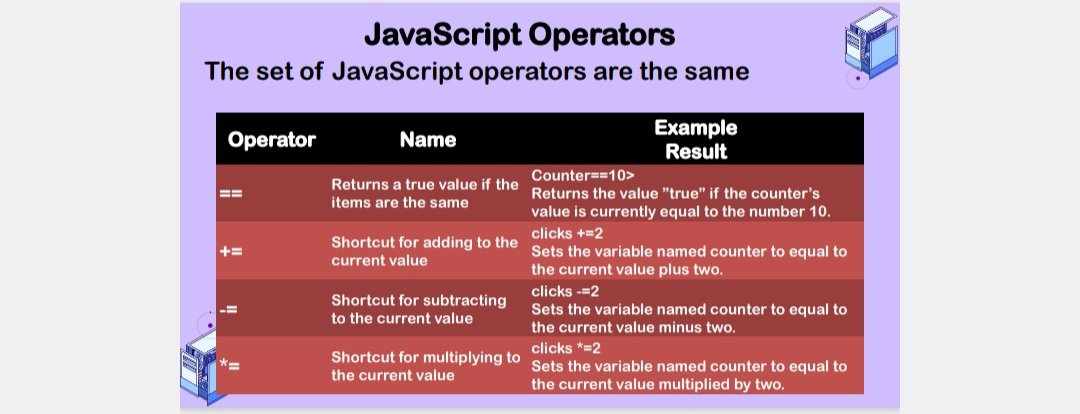 JavaScript Operators
The set of JavaScript operators are the same
Operator
Name
Example
Result
==
Returns a true value if the
items are the same
Counter==10>
Returns the value ”true” if the counter’s
value is currently equal to the number 10.
+=
Shortcut for adding to the
current value
clicks +=2
Sets the variable named counter to equal to
the current value plus two.
-=
Shortcut for subtracting
to the current value
clicks -=2
Sets the variable named counter to equal to
the current value minus two.
*=
Shortcut for multiplying to
the current value
clicks *=2
Sets the variable named counter to equal to
the current value multiplied by two.